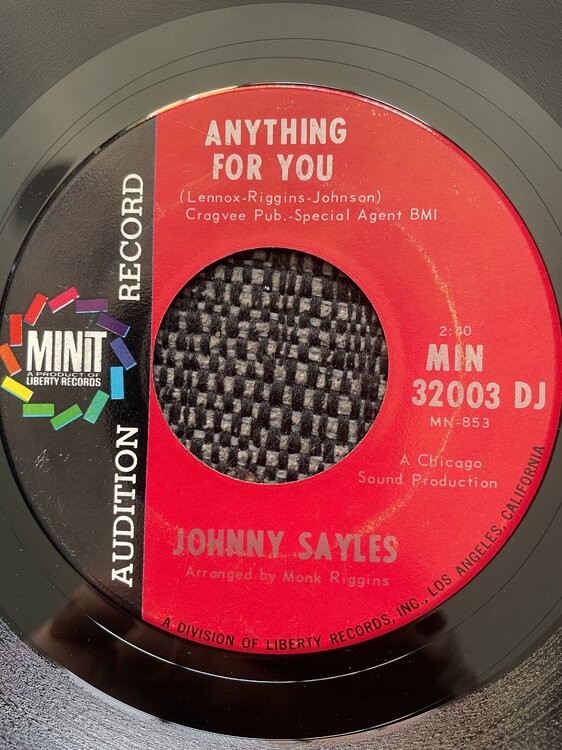 ANYTHING
FOR YOU
(Lennox-Riggins-Johnson)
Cragvee Pub.-Special Agent BMI
AUDITION RECORD
MINIT
A PRODUCT OF
LIBERTY RECORDS
2:40
MIN
32003 DJ
MN-853
A Chicago
Sound Production
JOHNNY SAYLES
Arranged by Monk Riggins
A DIVISION OF LIBERTY RECORDS, INC., LOS ANGELES, CALIFORNIA